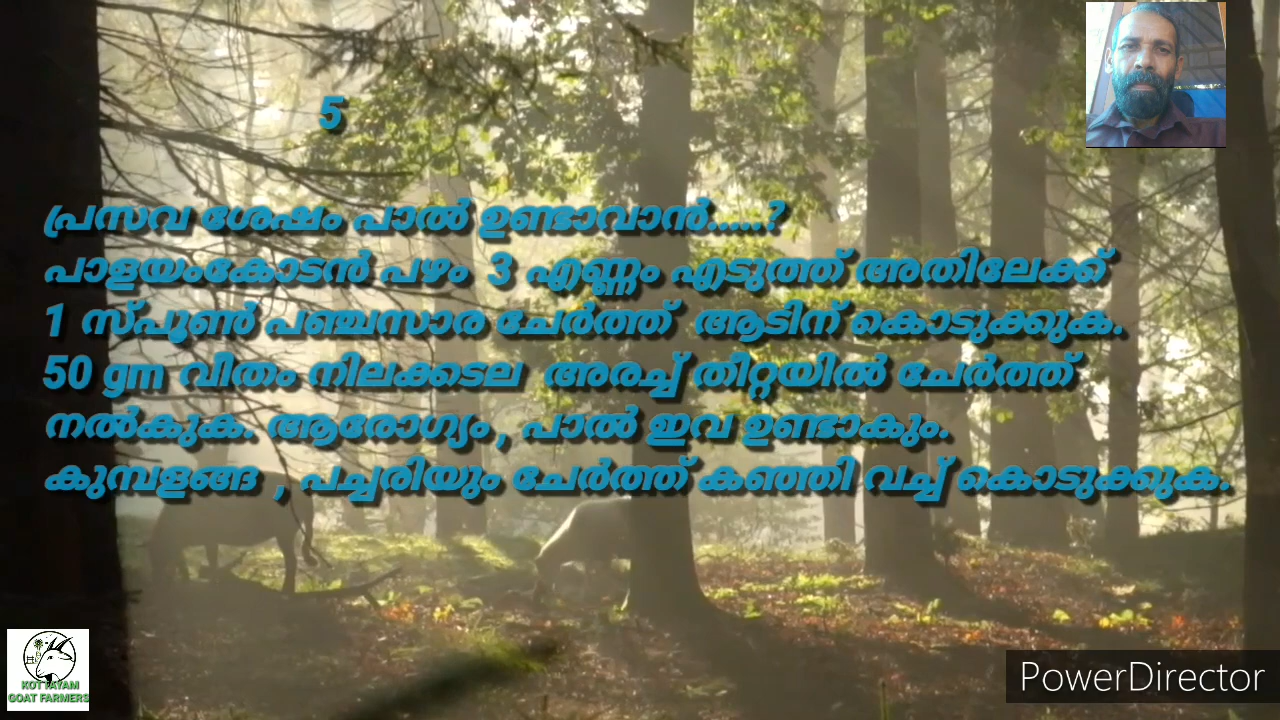 5
പ്രസവ ശേഷം പാൽ ഉണ്ടാവാൻ.....?
പാളയംകോടൻ പഴം 3 എണ്ണം എടുത്ത് അതിലേക്ക്
1 സ്പൂൺ പഞ്ചസാര ചേർത്ത് ആടിന് കൊടുക്കുക.
50 gm വീതം നിലക്കടല അരച്ച് തീറ്റയിൽ ചേർത്ത്
നൽകുക. ആരോഗ്യം , പാൽ ഇവ ഉണ്ടാകും.
കുമ്പളങ്ങ , പച്ചരിയും ചേർത്ത് കഞ്ഞി വച്ച് കൊടുക്കുക.
KOTTAYAM
GOAT FARMERS
PowerDirector